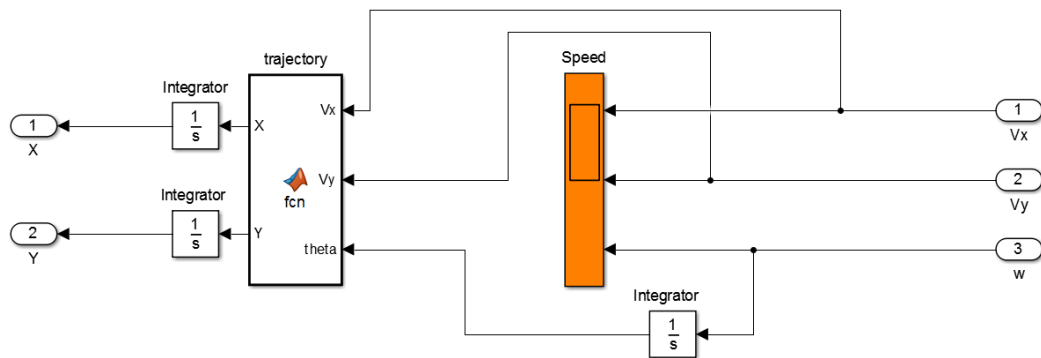 trajectory
Speed
Integrator
Vx
1
s
X
1
X
1
Vx
Vy
fcn
2
Vy
Integrator
1
s
Y
2
Y
theta
3
w
Integrator
1
s